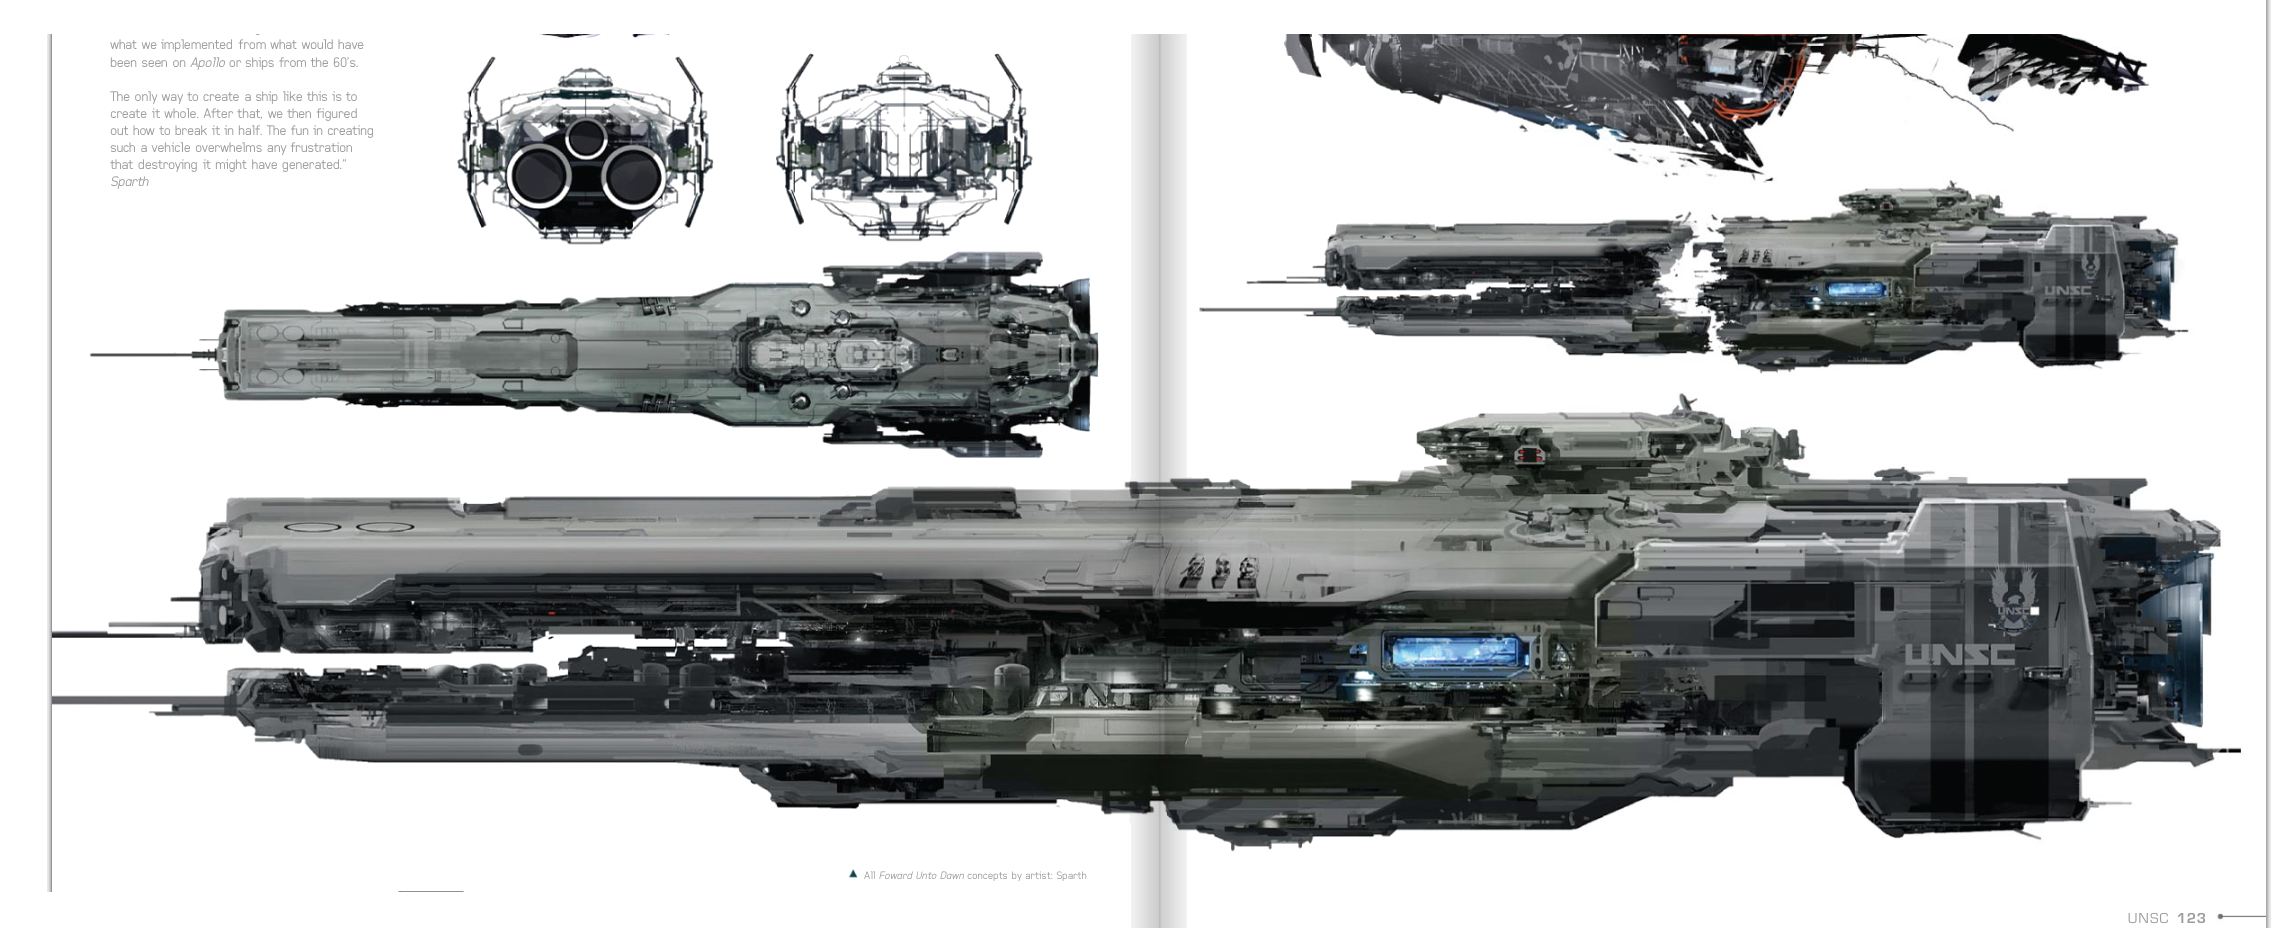 what we implemented from what would have
been seen on Apollo or ships from the 60's.
The only way to create a ship like this is to
create it whole. After that, we then figured
out how to break it in half. The fun in creating
such a vehicle overwhelms any frustration
that destroying it might have generated."
Sparth
UNSC
UNSC
UNSC
▲ All Foward Unto Dawn concepts by artist: Sparth
UNSC 123